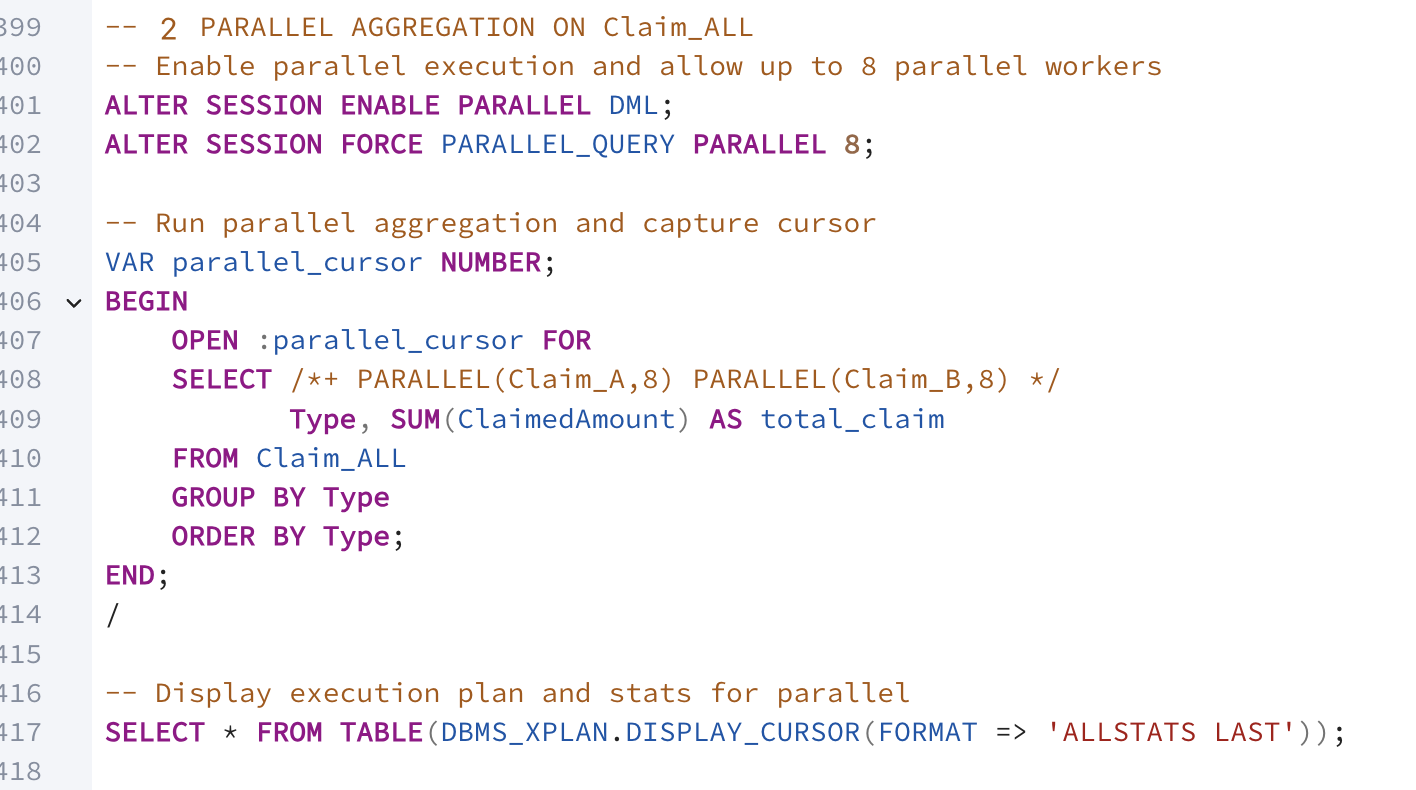 399 -- 2 PARALLEL AGGREGATION ON Claim_ALL
400 -- Enable parallel execution and allow up to 8 parallel workers
401 ALTER SESSION ENABLE PARALLEL DML;
402 ALTER SESSION FORCE PARALLEL_QUERY PARALLEL 8;
403
404 -- Run parallel aggregation and capture cursor
405 VAR parallel_cursor NUMBER;
406 BEGIN
407     OPEN :parallel_cursor FOR
408     SELECT /*+ PARALLEL(Claim_A,8) PARALLEL(Claim_B,8) */
409            Type, SUM(ClaimedAmount) AS total_claim
410     FROM Claim_ALL
411     GROUP BY Type
412     ORDER BY Type;
413 END;
414 /
415
416 -- Display execution plan and stats for parallel
417 SELECT * FROM TABLE(DBMS_XPLAN.DISPLAY_CURSOR(FORMAT => 'ALLSTATS LAST'));
418